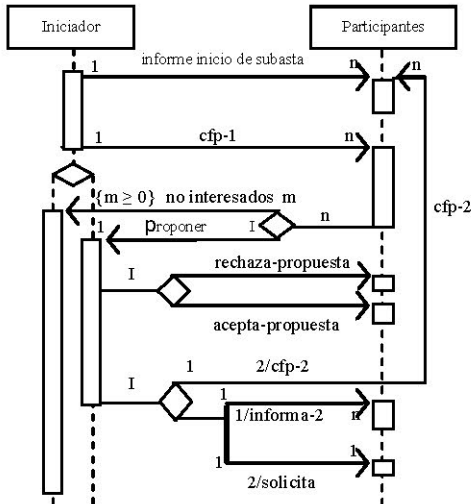 Iniciador
Participantes
1 informe inicio de subasta n n
1 cfp-1 n
cfp-2
{m ≥ 0} no interesados m
n
1 proponer I
I rechaza-propuesta
acepta-propuesta
1 2/cfp-2
I
1
1/informa-2 n
1 1
2/solicita